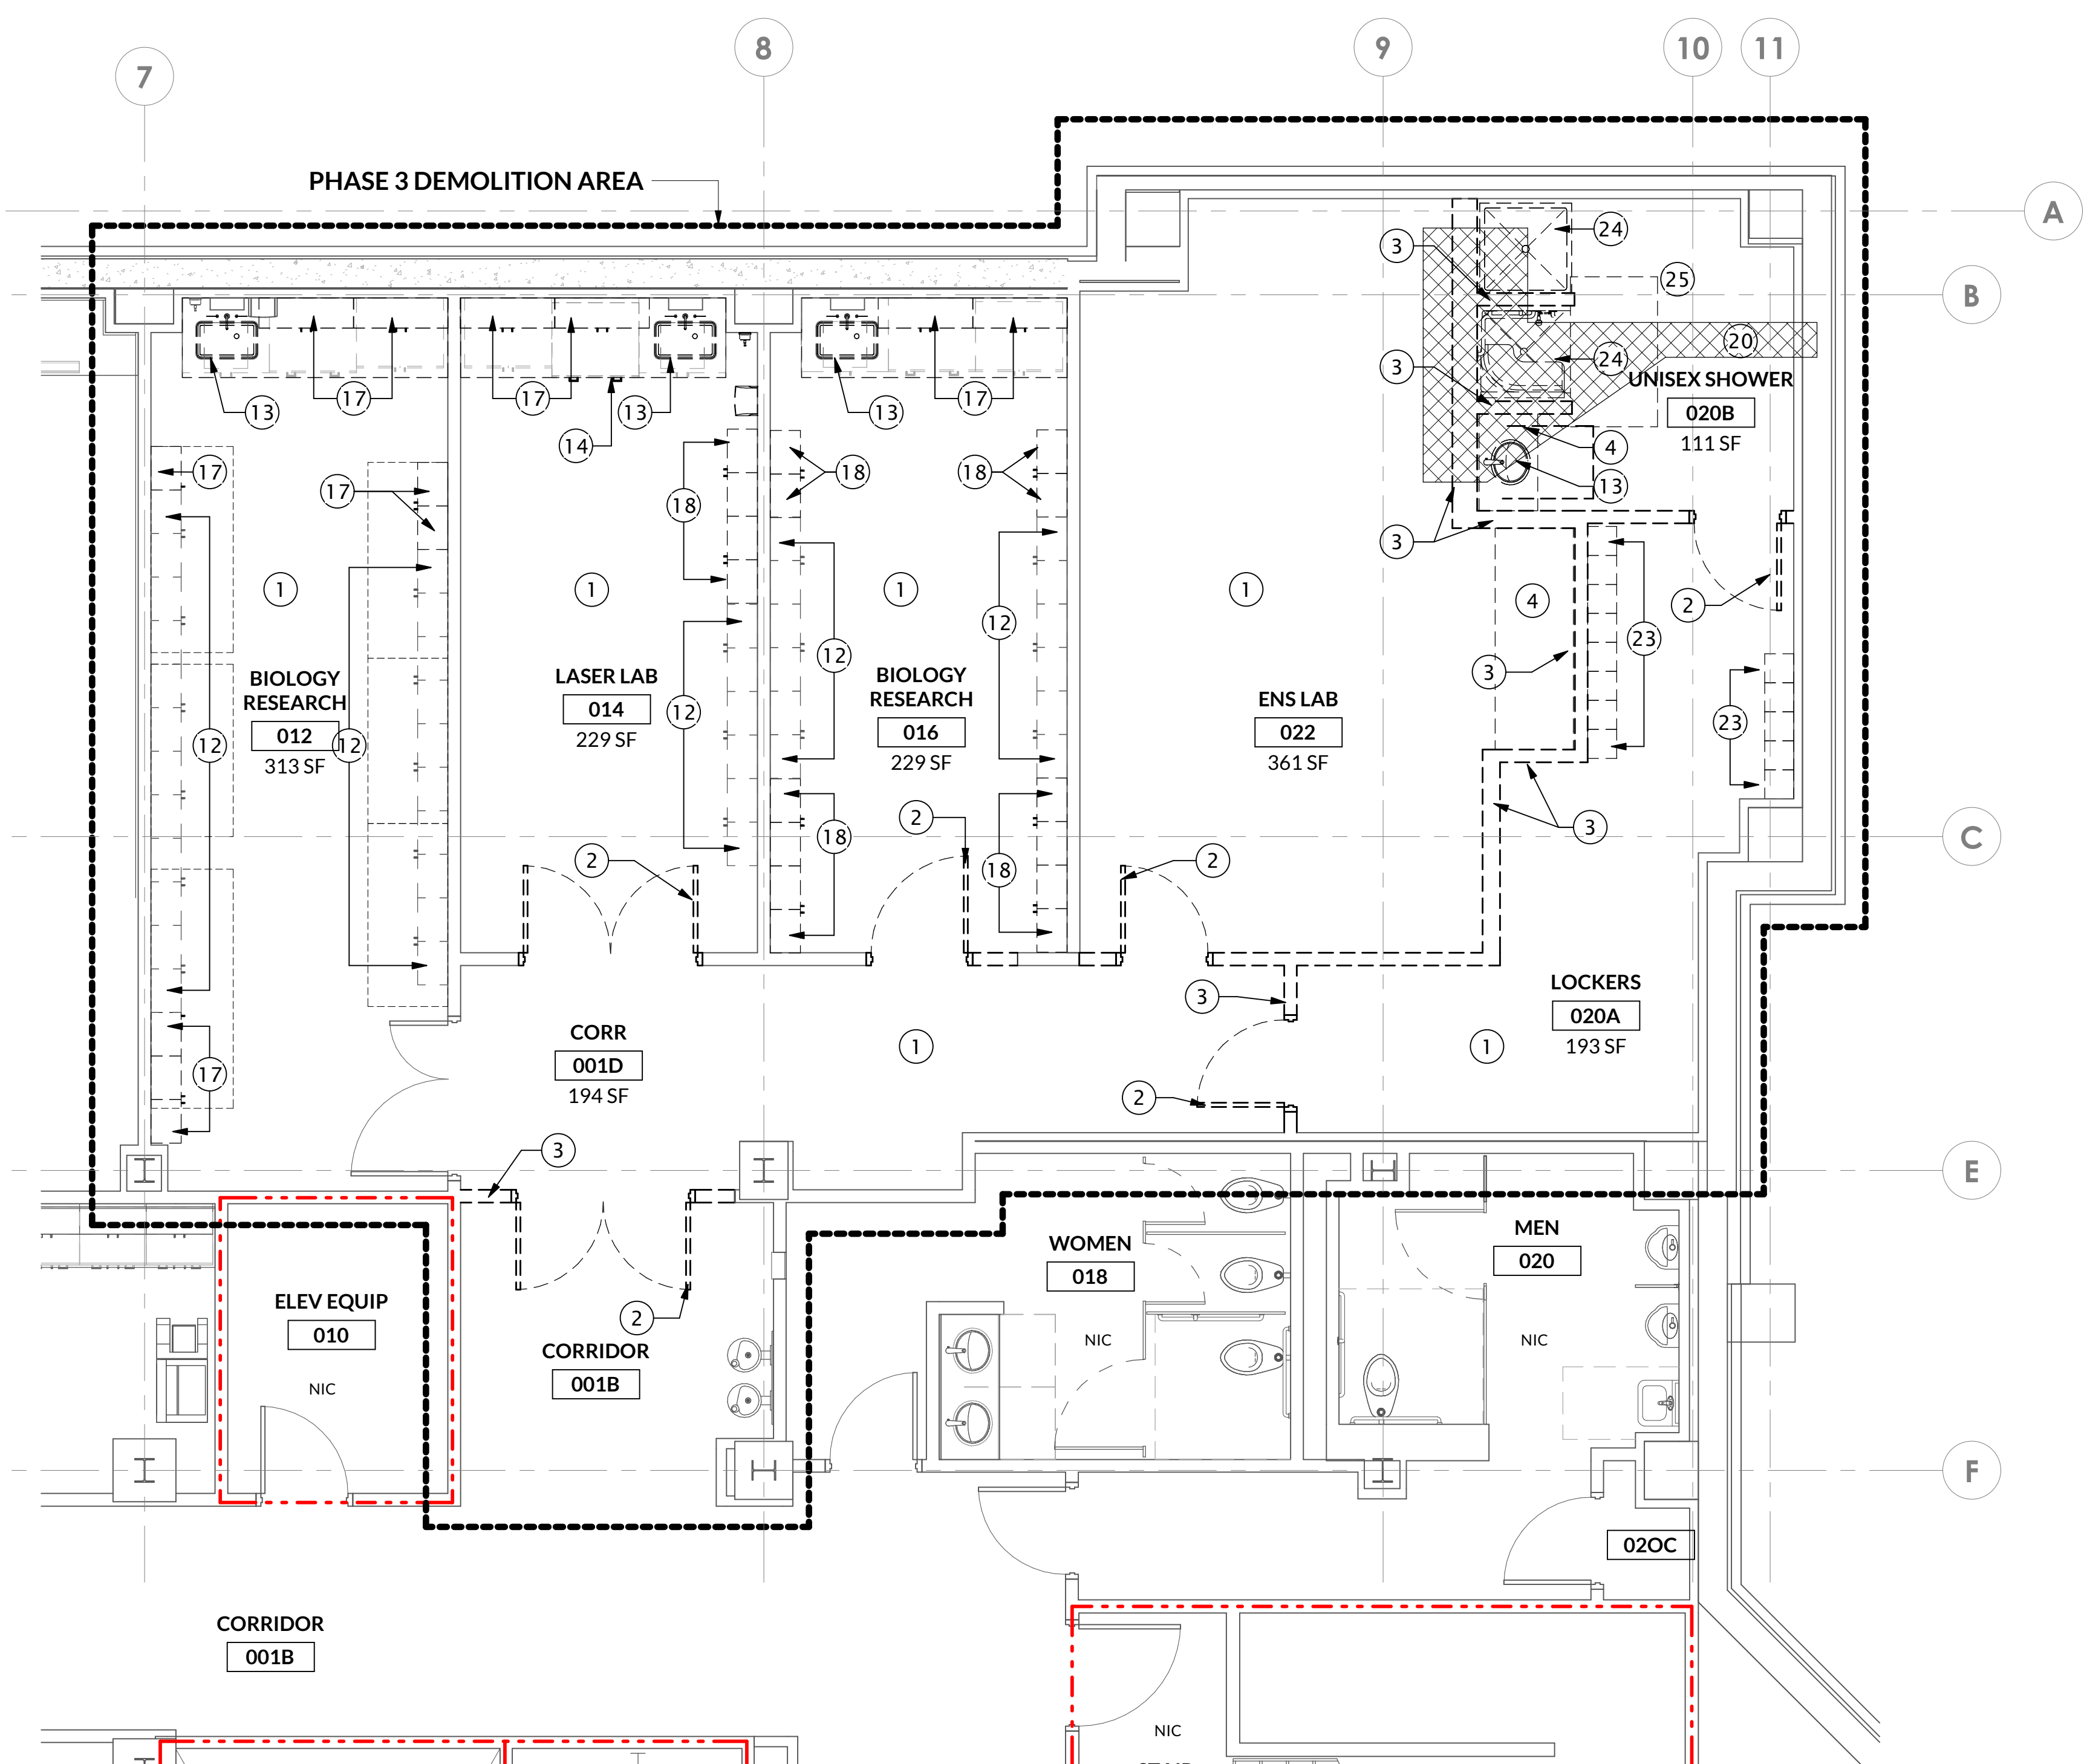 7
8
9
10
11
PHASE 3 DEMOLITION AREA
A
B
C
E
F
3
24
25
20
3
24
UNISEX SHOWER
020B
111 SF
4
13
3
13
17
17
13
14
13
17
17
17
18
18
18
12
12
12
12
12
1
1
1
1
4
23
2
3
23
3
BIOLOGY
RESEARCH
012
313 SF
LASER LAB
014
229 SF
BIOLOGY
RESEARCH
016
229 SF
ENS LAB
022
361 SF
2
18
18
2
2
3
LOCKERS
020A
193 SF
CORR
001D
194 SF
1
1
17
2
3
2
ELEV EQUIP
010
NIC
CORRIDOR
001B
WOMEN
018
NIC
MEN
020
NIC
02OC
CORRIDOR
001B
NIC